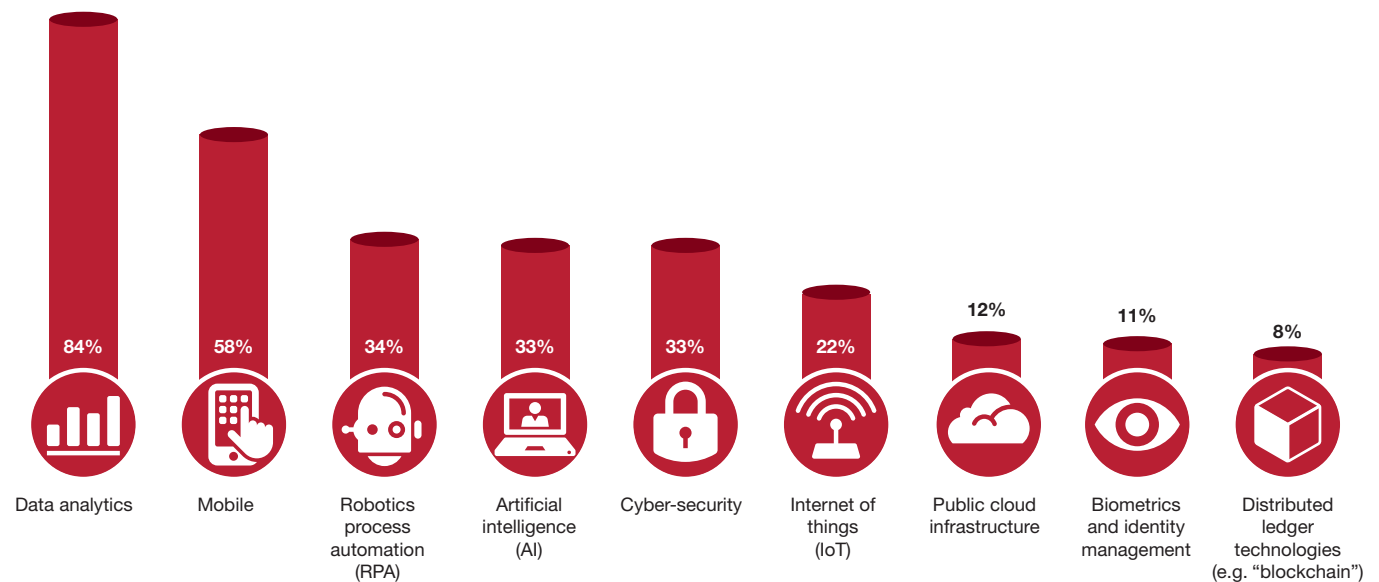 84%
58%
34%
33%
33%
22%
12%
11%
8%
Data analytics
Mobile
Robotics
process
automation
(RPA)
Artificial
intelligence
(AI)
Cyber-security
Internet of
things
(IoT)
Public cloud
infrastructure
Biometrics
and identity
management
Distributed
ledger
technologies
(e.g. “blockchain”)